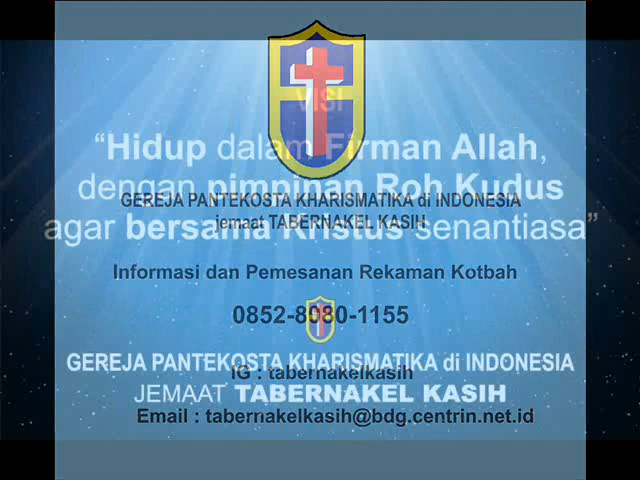 VISI
“Hidup dalam Firman Allah,
dengan pimpinan Roh Kudus
agar bersama Kristus senantiasa”
GEREJA PANTEKOSTA KHARISMATIKA di INDONESIA
jemaat TABERNAKEL KASIH
Informasi dan Pemesanan Rekaman Kotbah
0852-8080-1155
GEREJA PANTEKOSTA KHARISMATIKA di INDONESIA
IG : tabernakelkasih
JEMAAT TABERNAKEL KASIH
Email : tabernakelkasih@bdg.centrin.net.id